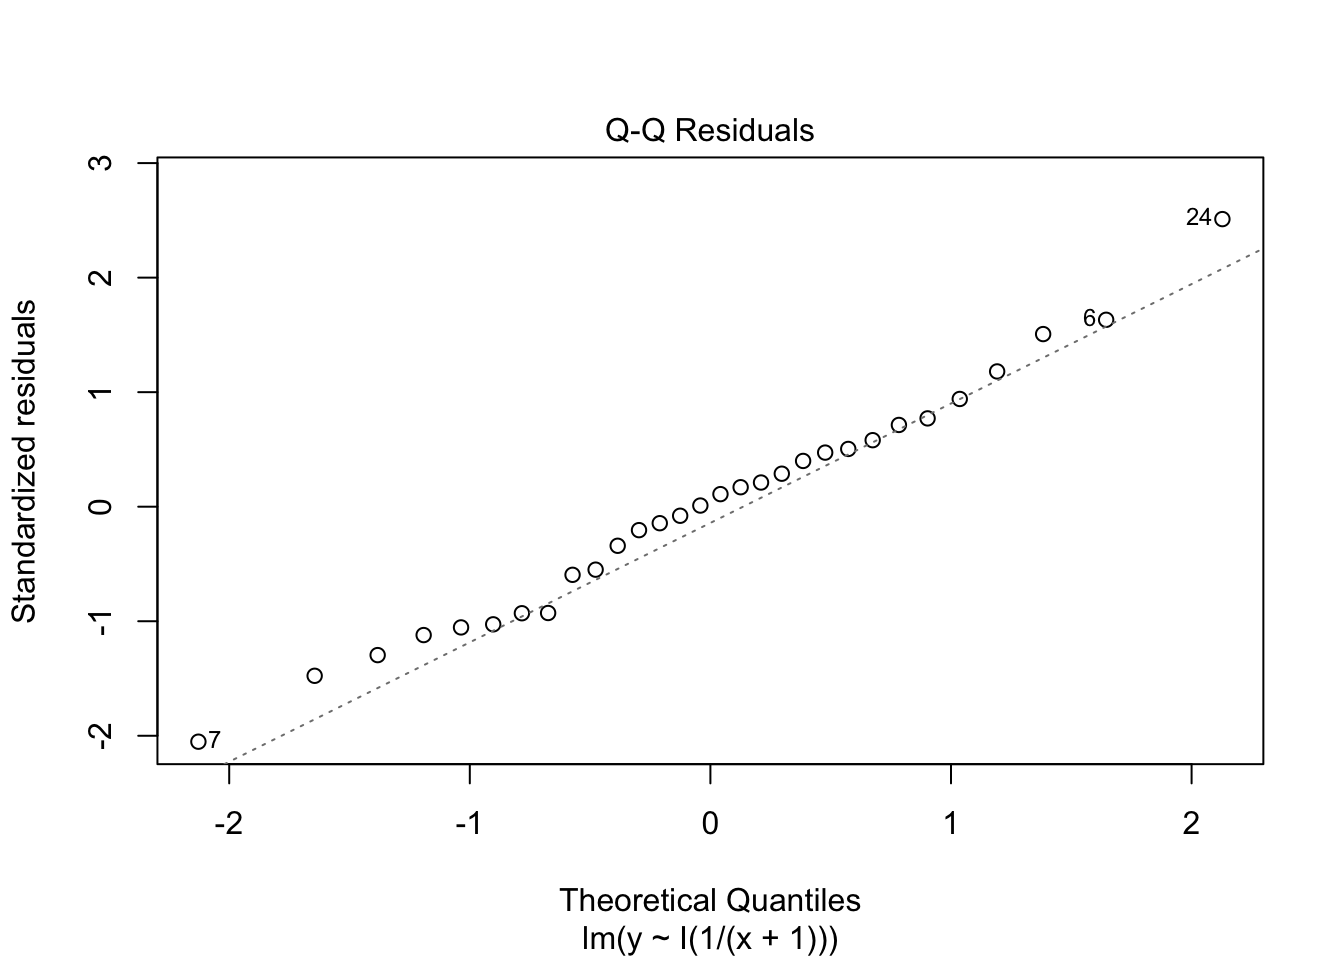 Q-Q Residuals
3
2
1
0
-1
-2
Standardized residuals
24
6
7
-2 -1 0 1 2
Theoretical Quantiles
lm(y ~ I(1/(x + 1)))